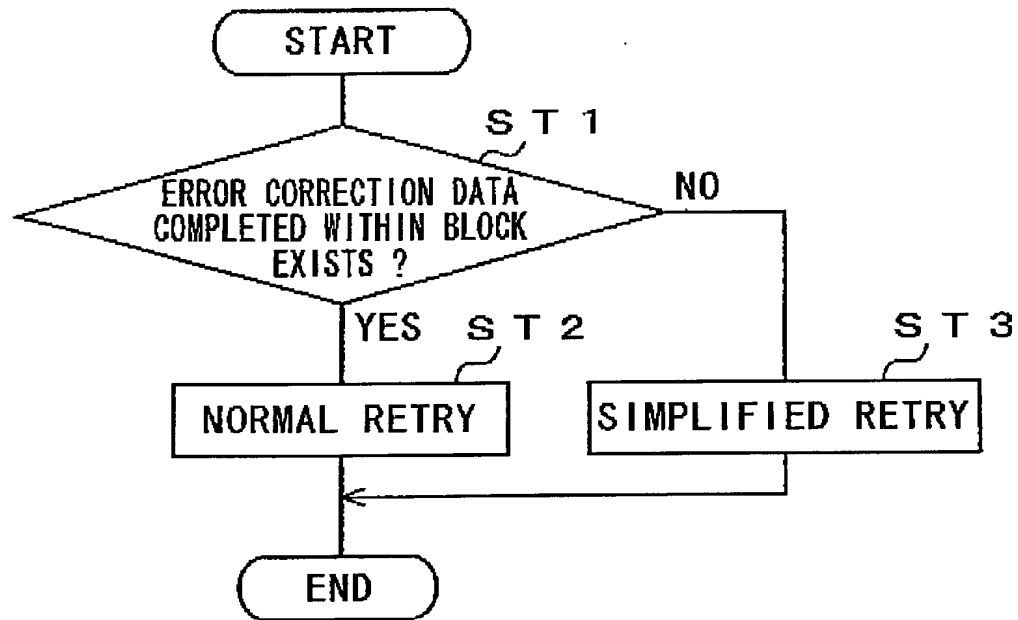 START
ST1
ERROR CORRECTION DATA
COMPLETED WITHIN BLOCK
EXISTS ?
NO
YES
ST2
ST3
NORMAL RETRY
SIMPLIFIED RETRY
END